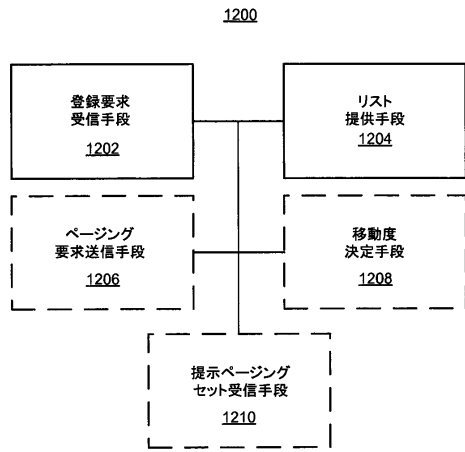 1200
登録要求
受信手段
1202
リスト
提供手段
1204
ページング
要求送信手段
1206
移動度
決定手段
1208
提示ページング
セット受信手段
1210